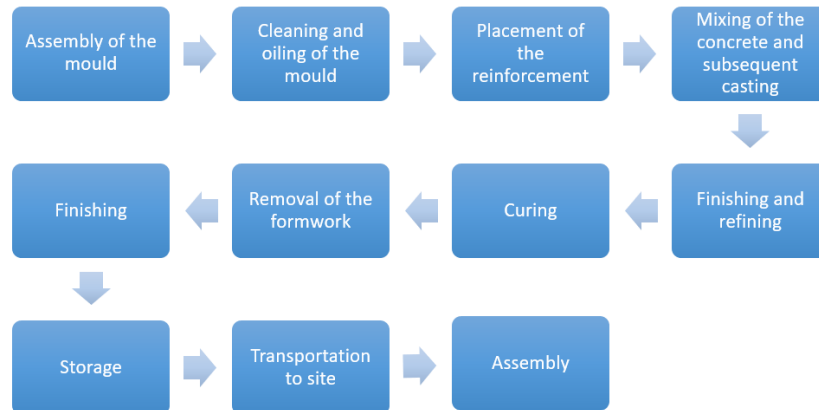 Assembly of the
mould
Cleaning and
oiling of the
mould
Placement of
the
reinforcement
Mixing of the
concrete and
subsequent
casting
Finishing and
refining
Curing
Removal of the
formwork
Finishing
Storage
Transportation
to site
Assembly